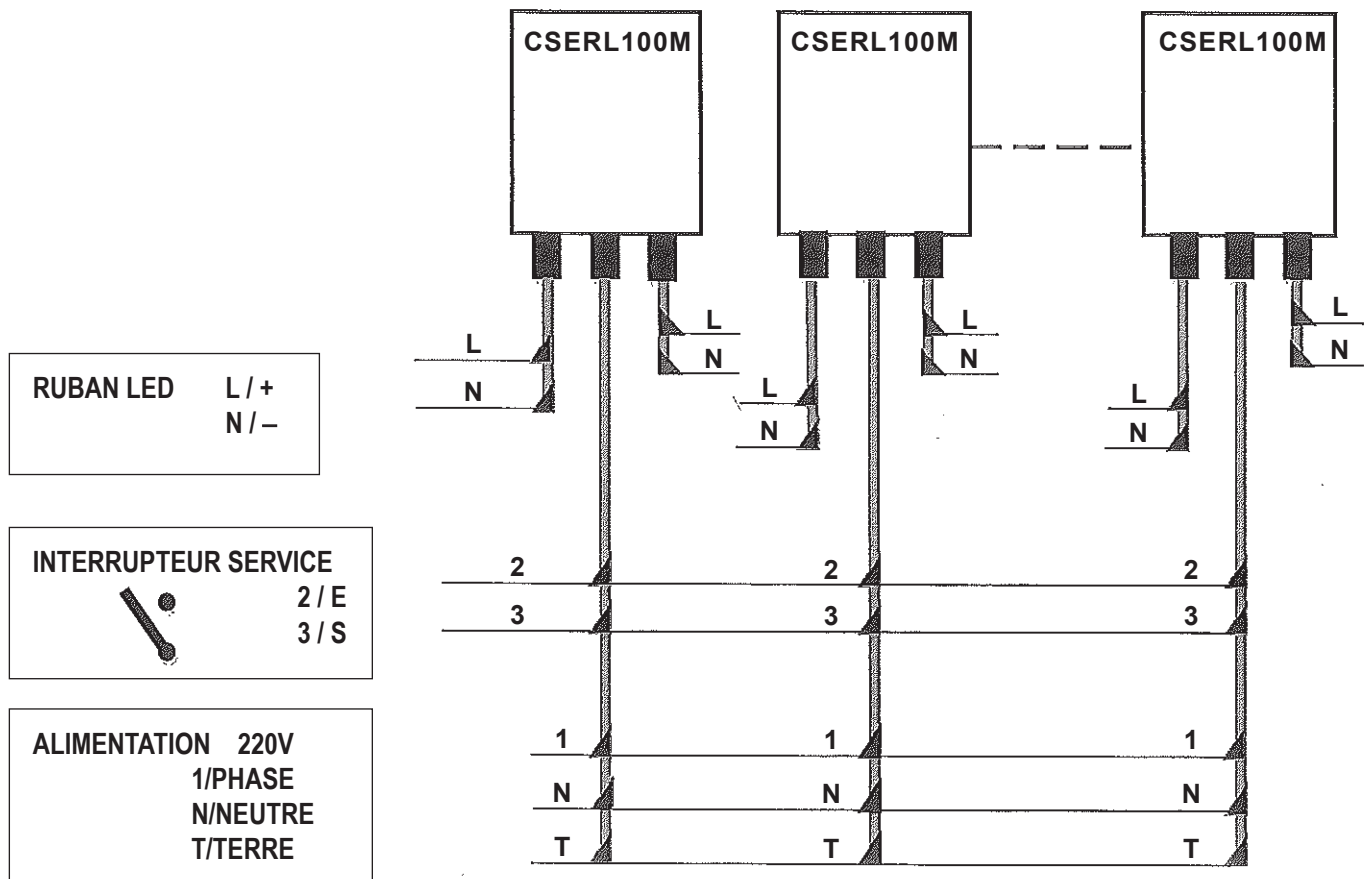 CSERL100M CSERL100M CSERL100M
L N L N
L N L N
L N L N
RUBAN LED L / +
N / –
INTERRUPTEUR SERVICE
2 / E
3 / S
2 2 2
3 3 3
ALIMENTATION 220V
1/PHASE
N/NEUTRE
T/TERRE
1 1 1
N N N
T T T